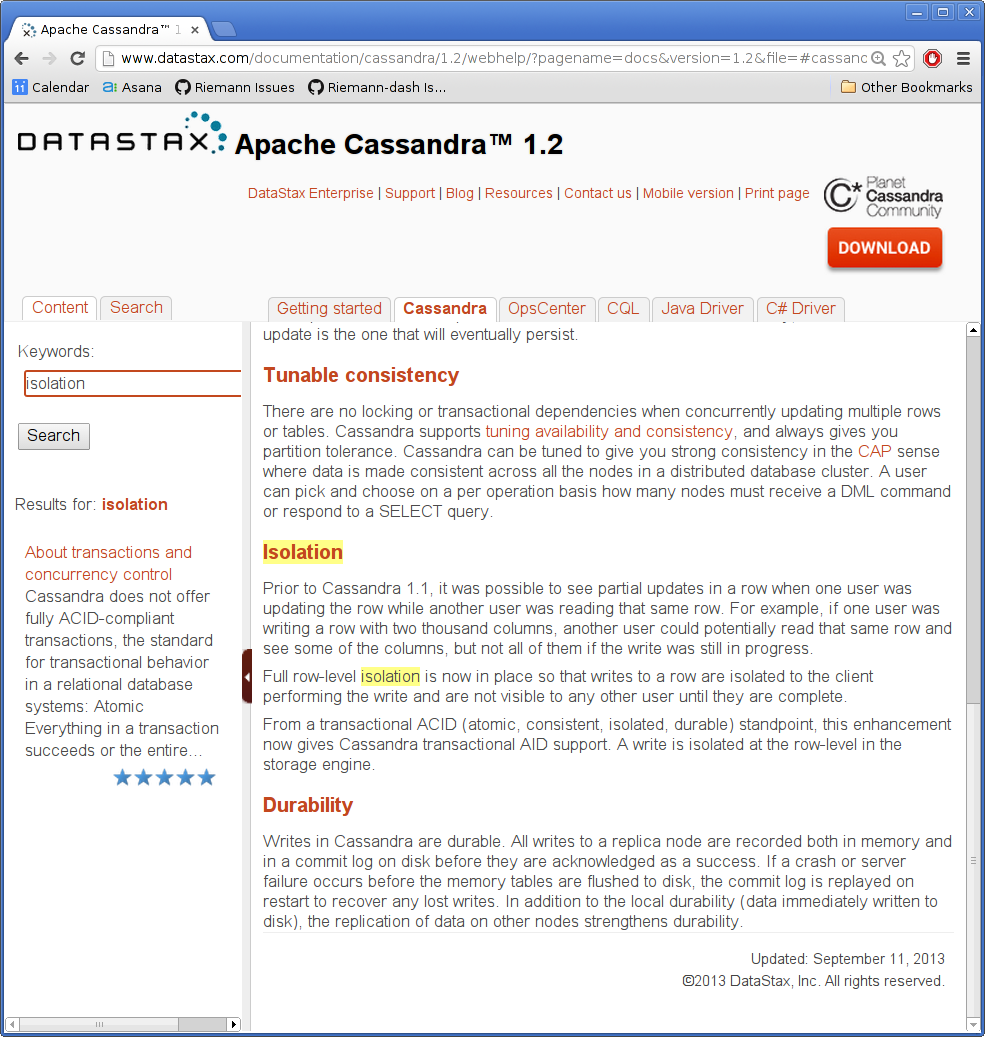 Apache Cassandra™ 1
www.datastax.com/documentation/cassandra/1.2/webhelp/?pagename=docs&version=1.2&file=#cassanc
11 Calendar a: Asana Riemann Issues Riemann-dash Is... Other Bookmarks
DATASTAX Apache Cassandra™ 1.2
DataStax Enterprise | Support | Blog | Resources | Contact us | Mobile version | Print page
C* Planet
Cassandra
Community
DOWNLOAD
Content Search
Getting started Cassandra OpsCenter CQL Java Driver C# Driver
Keywords:
isolation
Search
Results for: isolation
About transactions and
concurrency control
Cassandra does not offer
fully ACID-compliant
transactions, the standard
for transactional behavior
in a relational database
systems: Atomic
Everything in a transaction
succeeds or the entire...
update is the one that will eventually persist.
Tunable consistency
There are no locking or transactional dependencies when concurrently updating multiple rows
or tables. Cassandra supports tuning availability and consistency, and always gives you
partition tolerance. Cassandra can be tuned to give you strong consistency in the CAP sense
where data is made consistent across all the nodes in a distributed database cluster. A user
can pick and choose on a per operation basis how many nodes must receive a DML command
or respond to a SELECT query.
Isolation
Prior to Cassandra 1.1, it was possible to see partial updates in a row when one user was
updating the row while another user was reading that same row. For example, if one user was
writing a row with two thousand columns, another user could potentially read that same row and
see some of the columns, but not all of them if the write was still in progress.
Full row-level isolation is now in place so that writes to a row are isolated to the client
performing the write and are not visible to any other user until they are complete.
From a transactional ACID (atomic, consistent, isolated, durable) standpoint, this enhancement
now gives Cassandra transactional AID support. A write is isolated at the row-level in the
storage engine.
Durability
Writes in Cassandra are durable. All writes to a replica node are recorded both in memory and
in a commit log on disk before they are acknowledged as a success. If a crash or server
failure occurs before the memory tables are flushed to disk, the commit log is replayed on
restart to recover any lost writes. In addition to the local durability (data immediately written to
disk), the replication of data on other nodes strengthens durability.
Updated: September 11, 2013
©2013 DataStax, Inc. All rights reserved.